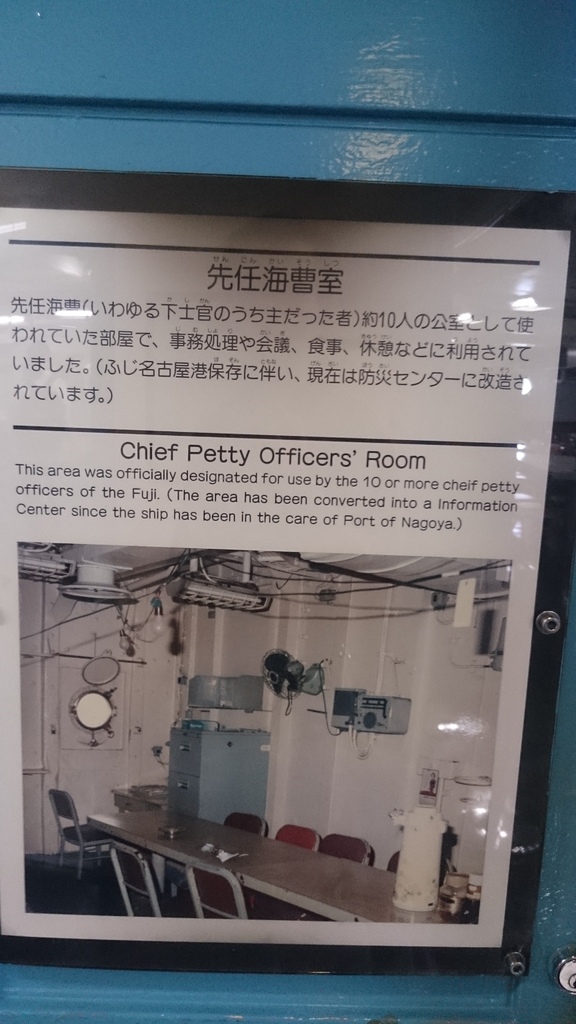 先任海曹室
先任海曹(いわゆる下士官のうち主だった者)約10人の公室として使
われていた部屋で、事務処理や会議、食事、休憩などに利用されて
いました。(ふじ名古屋港保存に伴い、現在は防災センターに改造さ
れています。)
Chief Petty Officers' Room
This area was officially designated for use by the 10 or more cheif petty
officers of the Fuji. (The area has been converted into a Information
Center since the ship has been in the care of Port of Nagoya.)